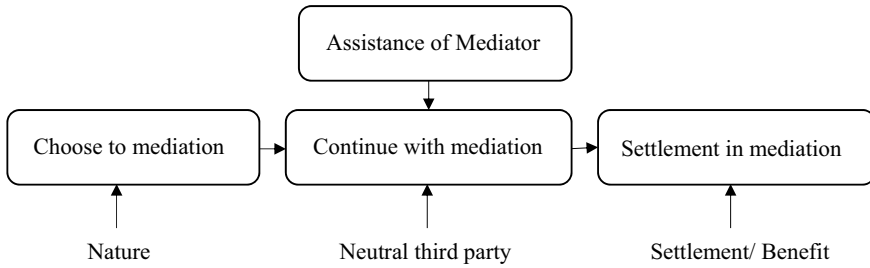 Assistance of Mediator
Choose to mediation
Continue with mediation
Settlement in mediation
Nature
Neutral third party
Settlement/ Benefit